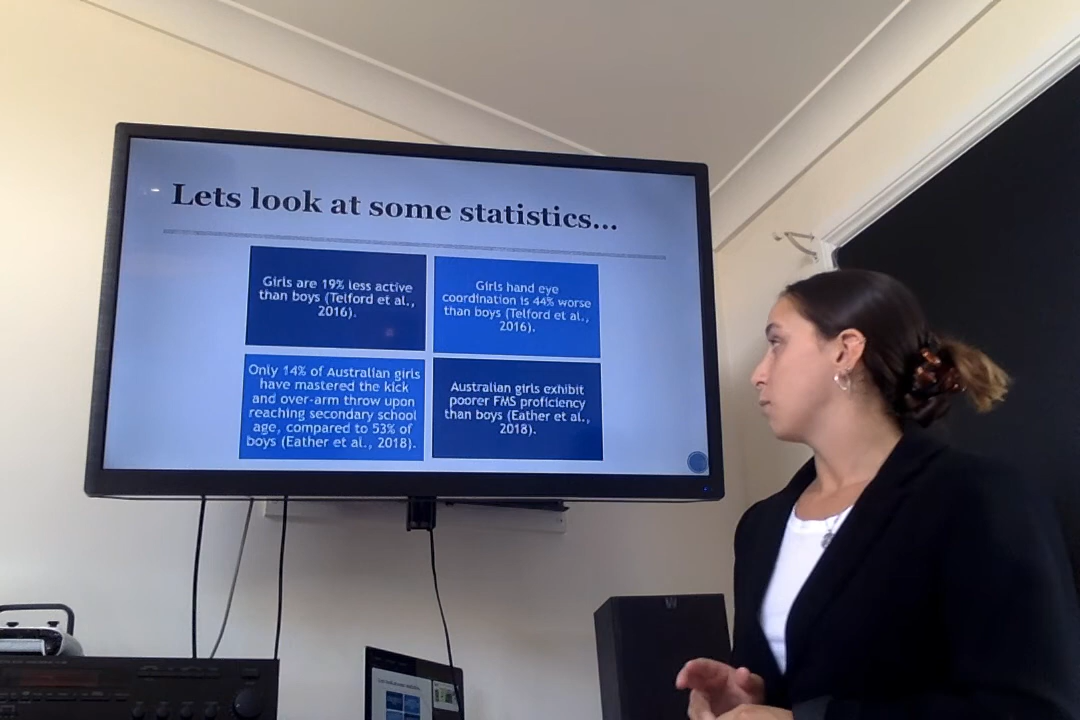 Lets look at some statistics...
Girls are 19% less active
than boys (Telford et al.,
2016).
Girls hand eye
coordination is 44% worse
than boys (Telford et al.,
2016).
Only 14% of Australian girls
have mastered the kick
and over-arm throw upon
reaching secondary school
age, compared to 53% of
boys (Eather et al., 2018).
Australian girls exhibit
poorer FMS proficiency
than boys (Eather et al.,
2018).